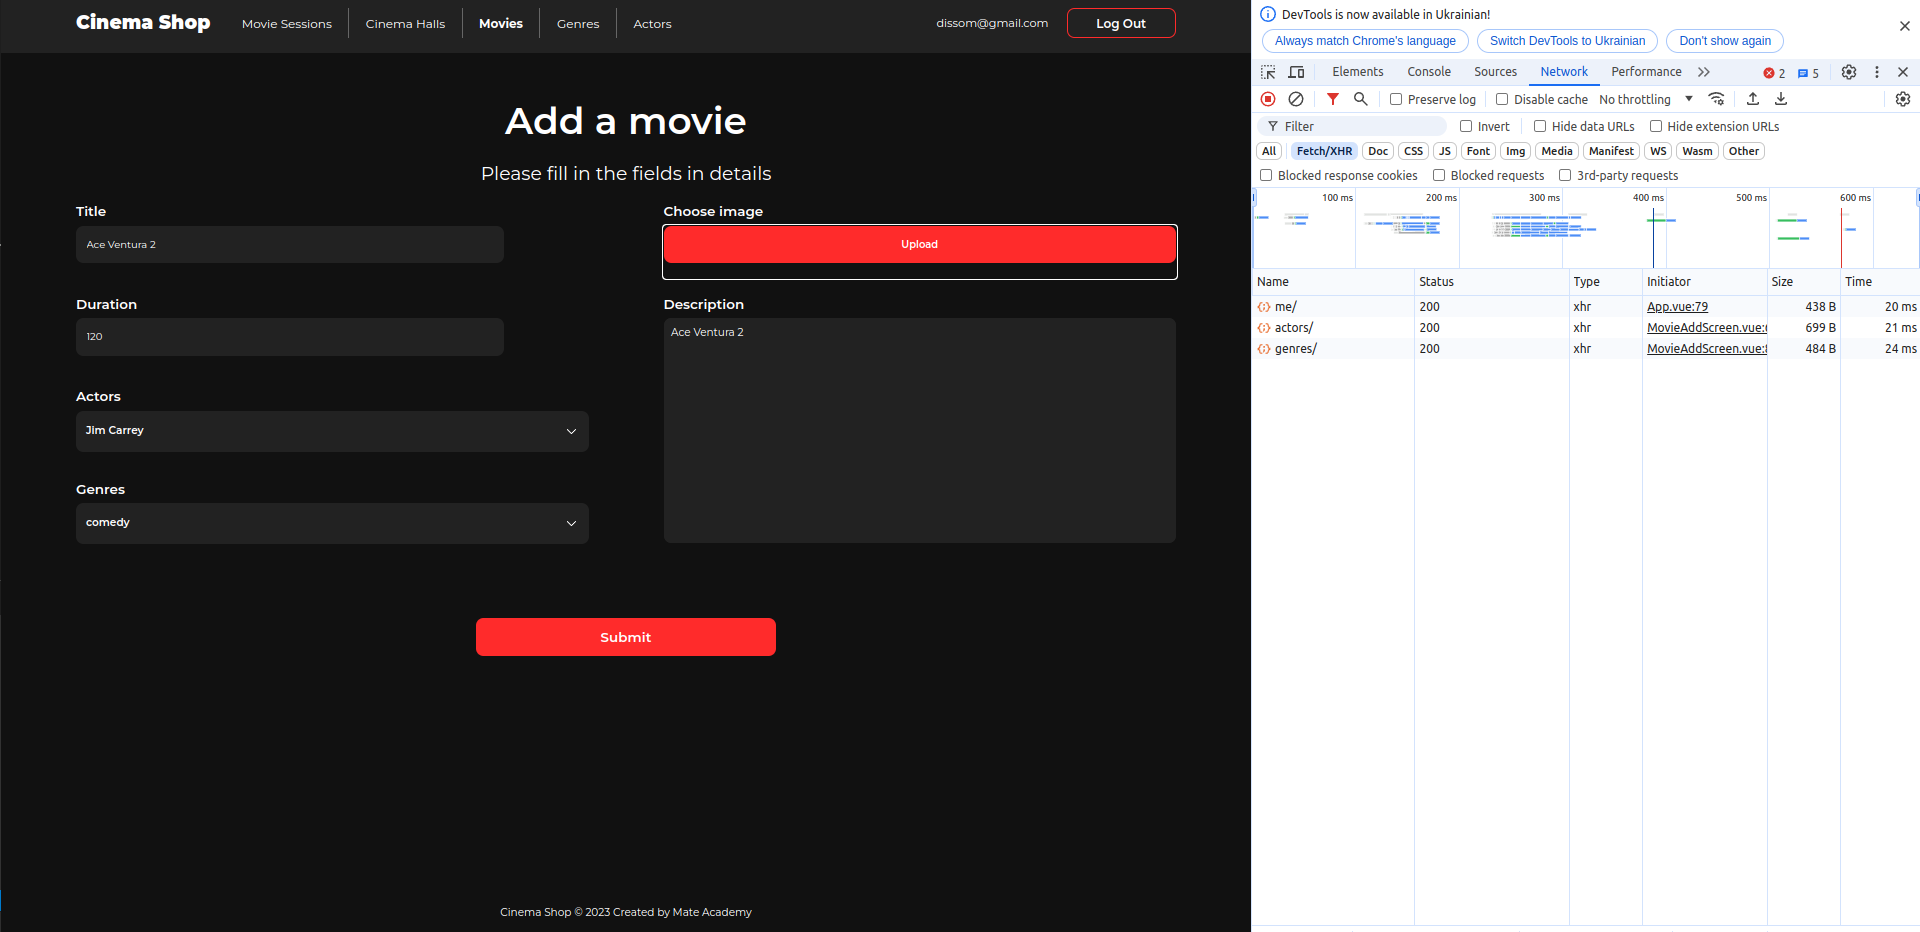 Cinema Shop
Movie Sessions
Cinema Halls
Movies
Genres
Actors
dissom@gmail.com
Log Out
Add a movie
Please fill in the fields in details
Title
Ace Ventura 2
Duration
120
Actors
Jim Carrey
Genres
comedy
Choose image
Upload
Description
Ace Ventura 2
Submit
Cinema Shop © 2023 Created by Mate Academy
DevTools is now available in Ukrainian!
Always match Chrome's language
Switch DevTools to Ukrainian
Don't show again
Elements Console Sources Network Performance 2 5
Preserve log Disable cache No throttling
Filter Invert Hide data URLs Hide extension URLs
All Fetch/XHR Doc CSS JS Font Img Media Manifest WS Wasm Other
Blocked response cookies Blocked requests 3rd-party requests
100 ms 200 ms 300 ms 400 ms 500 ms 600 ms
Name Status Type Initiator Size Time
me/ 200 xhr App.vue:79 438 B 20 ms
actors/ 200 xhr MovieAddScreen.vue: 699 B 21 ms
genres/ 200 xhr MovieAddScreen.vue: 484 B 24 ms